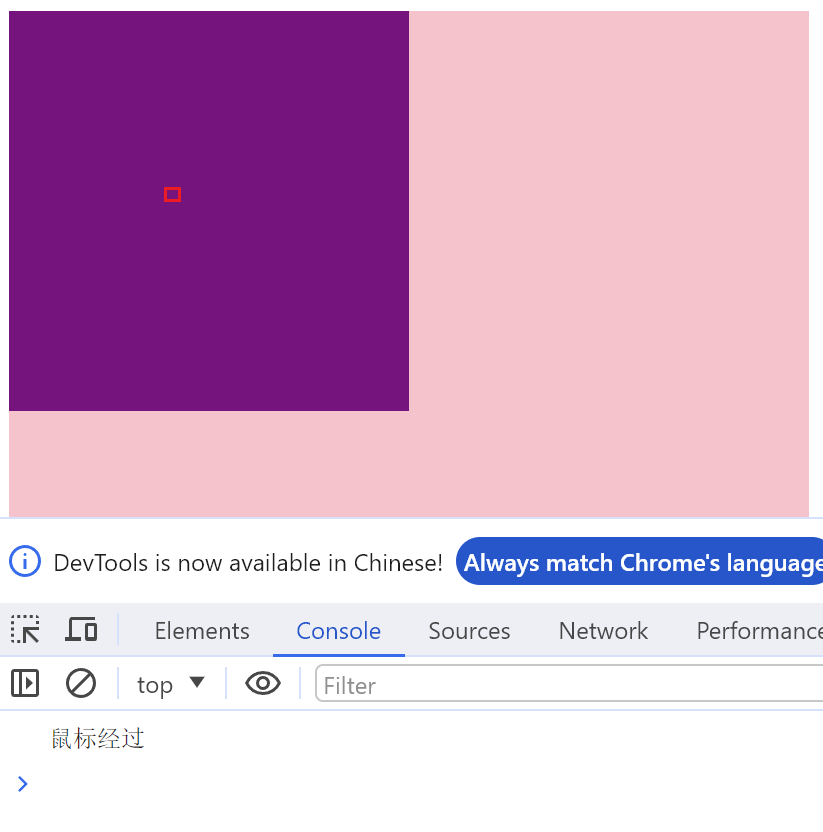 DevTools is now available in Chinese! Always match Chrome's language
Elements Console Sources Network Performance
top Filter
鼠标经过